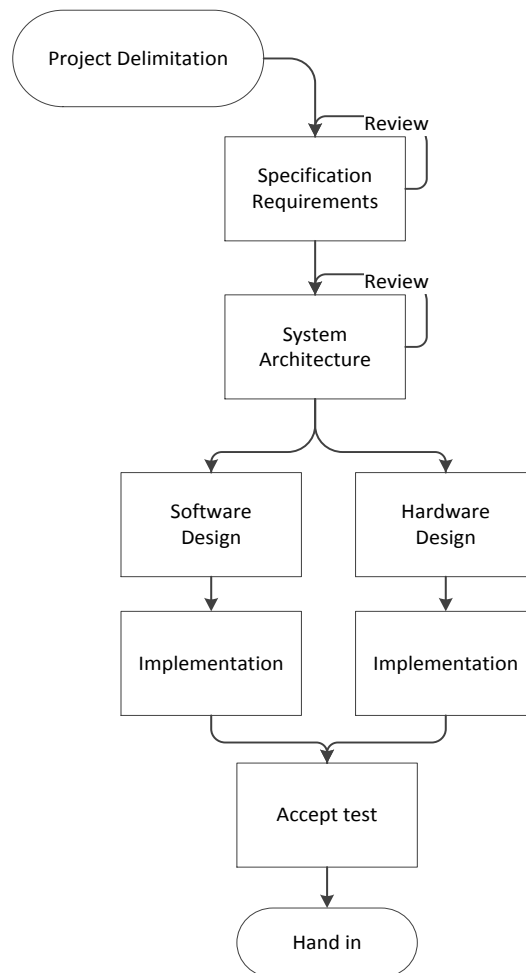 Project Delimitation
Review
Specification
Requirements
Review
System
Architecture
Software
Design
Hardware
Design
Implementation
Implementation
Accept test
Hand in